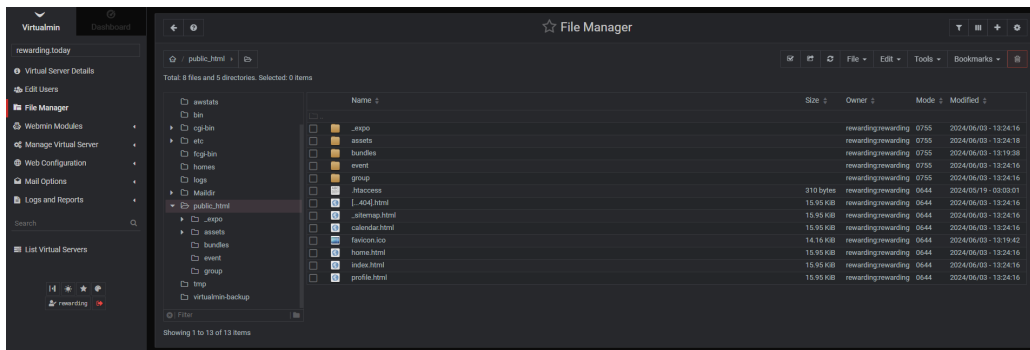 Virtualmin
Dashboard
rewarding.today
Virtual Server Details
Edit Users
File Manager
Webmin Modules
Manage Virtual Server
Web Configuration
Mail Options
Logs and Reports
Search
List Virtual Servers
rewarding
File Manager
/ public_html
File
Edit
Tools
Bookmarks
Total: 8 files and 5 directories. Selected: 0 items
awstats
bin
cgi-bin
etc
fcgi-bin
homes
logs
Maildir
public_html
_expo
assets
bundles
event
group
tmp
virtualmin-backup
Filter
Name Size Owner Mode Modified
_expo rewarding:rewarding 0755 2024/06/03 - 13:24:16
assets rewarding:rewarding 0755 2024/06/03 - 13:24:18
bundles rewarding:rewarding 0755 2024/06/03 - 13:19:38
event rewarding:rewarding 0755 2024/06/03 - 13:24:16
group rewarding:rewarding 0755 2024/06/03 - 13:24:16
.htaccess 310 bytes rewarding:rewarding 0644 2024/05/19 - 03:03:01
[...404].html 15.95 KiB rewarding:rewarding 0644 2024/06/03 - 13:24:16
_sitemap.html 15.95 KiB rewarding:rewarding 0644 2024/06/03 - 13:24:16
calendar.html 15.95 KiB rewarding:rewarding 0644 2024/06/03 - 13:24:16
favicon.ico 14.16 KiB rewarding:rewarding 0644 2024/06/03 - 13:19:42
home.html 15.95 KiB rewarding:rewarding 0644 2024/06/03 - 13:24:16
index.html 15.95 KiB rewarding:rewarding 0644 2024/06/03 - 13:24:16
profile.html 15.95 KiB rewarding:rewarding 0644 2024/06/03 - 13:24:16
Showing 1 to 13 of 13 items